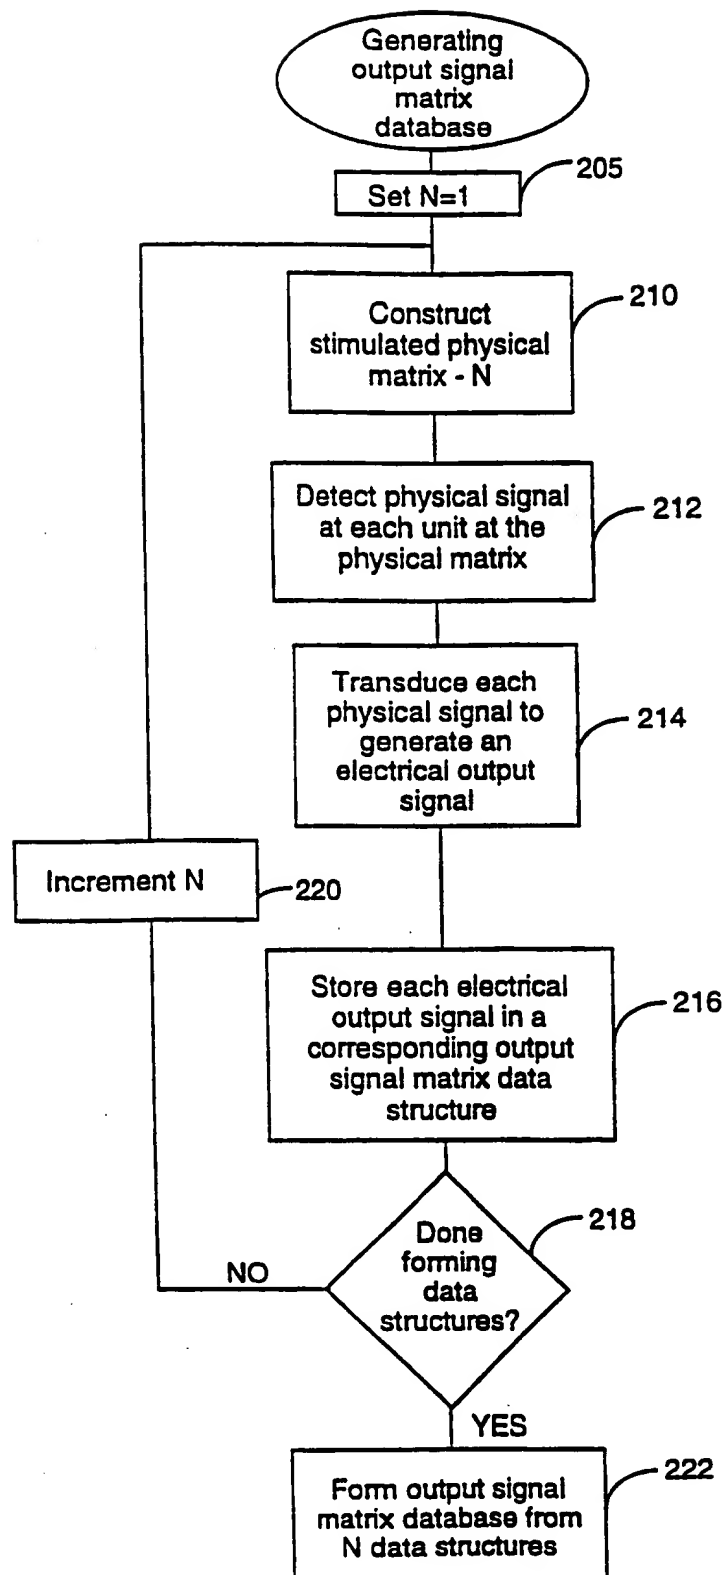 Generating
output signal
matrix
database
205
Set N=1
210
Construct
stimulated physical
matrix - N
Detect physical signal
at each unit at the
physical matrix
212
Transduce each
physical signal to
generate an
electrical output
signal
214
Increment N
220
Store each electrical
output signal in a
corresponding output
signal matrix data
structure
216
Done
forming
data
structures?
218
NO
YES
Form output signal
matrix database from
N data structures
222